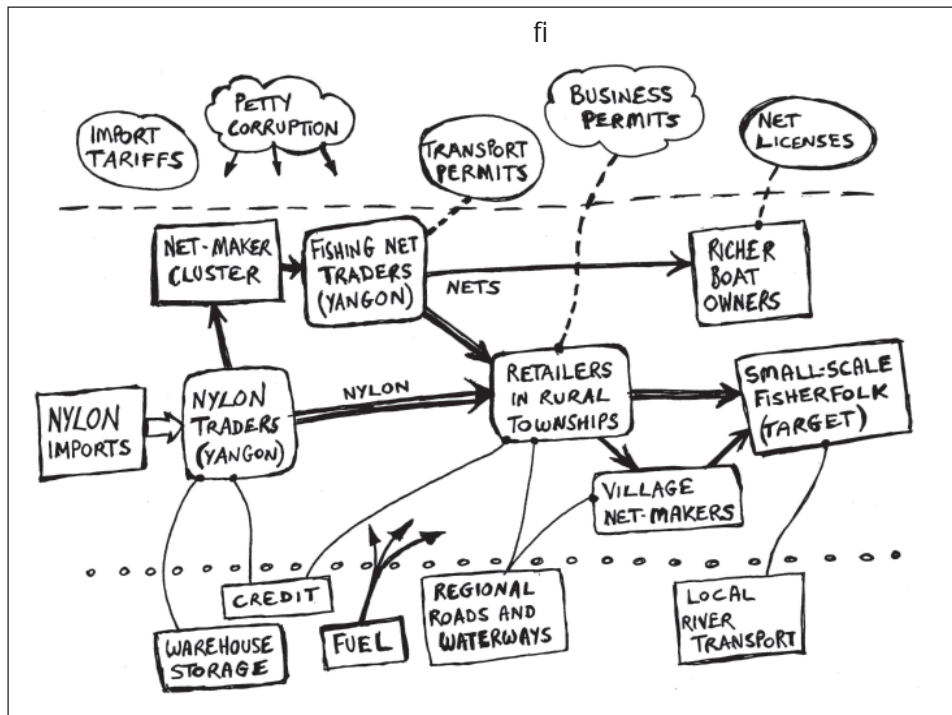 fi
IMPORT
TARIFFS
PETTY
CORRUPTION
TRANSPORT
PERMITS
BUSINESS
PERMITS
NET
LICENSES
NET-MAKER
CLUSTER
FISHING NET
TRADERS
(YANGON)
NETS
RICHER
BOAT
OWNERS
NYLON
IMPORTS
NYLON
TRADERS
(YANGON)
NYLON
RETAILERS
IN RURAL
TOWNSHIPS
SMALL-SCALE
FISHERFOLK
(TARGET)
VILLAGE
NET-MAKERS
WAREHOUSE
STORAGE
CREDIT
FUEL
REGIONAL
ROADS AND
WATERWAYS
LOCAL
RIVER
TRANSPORT